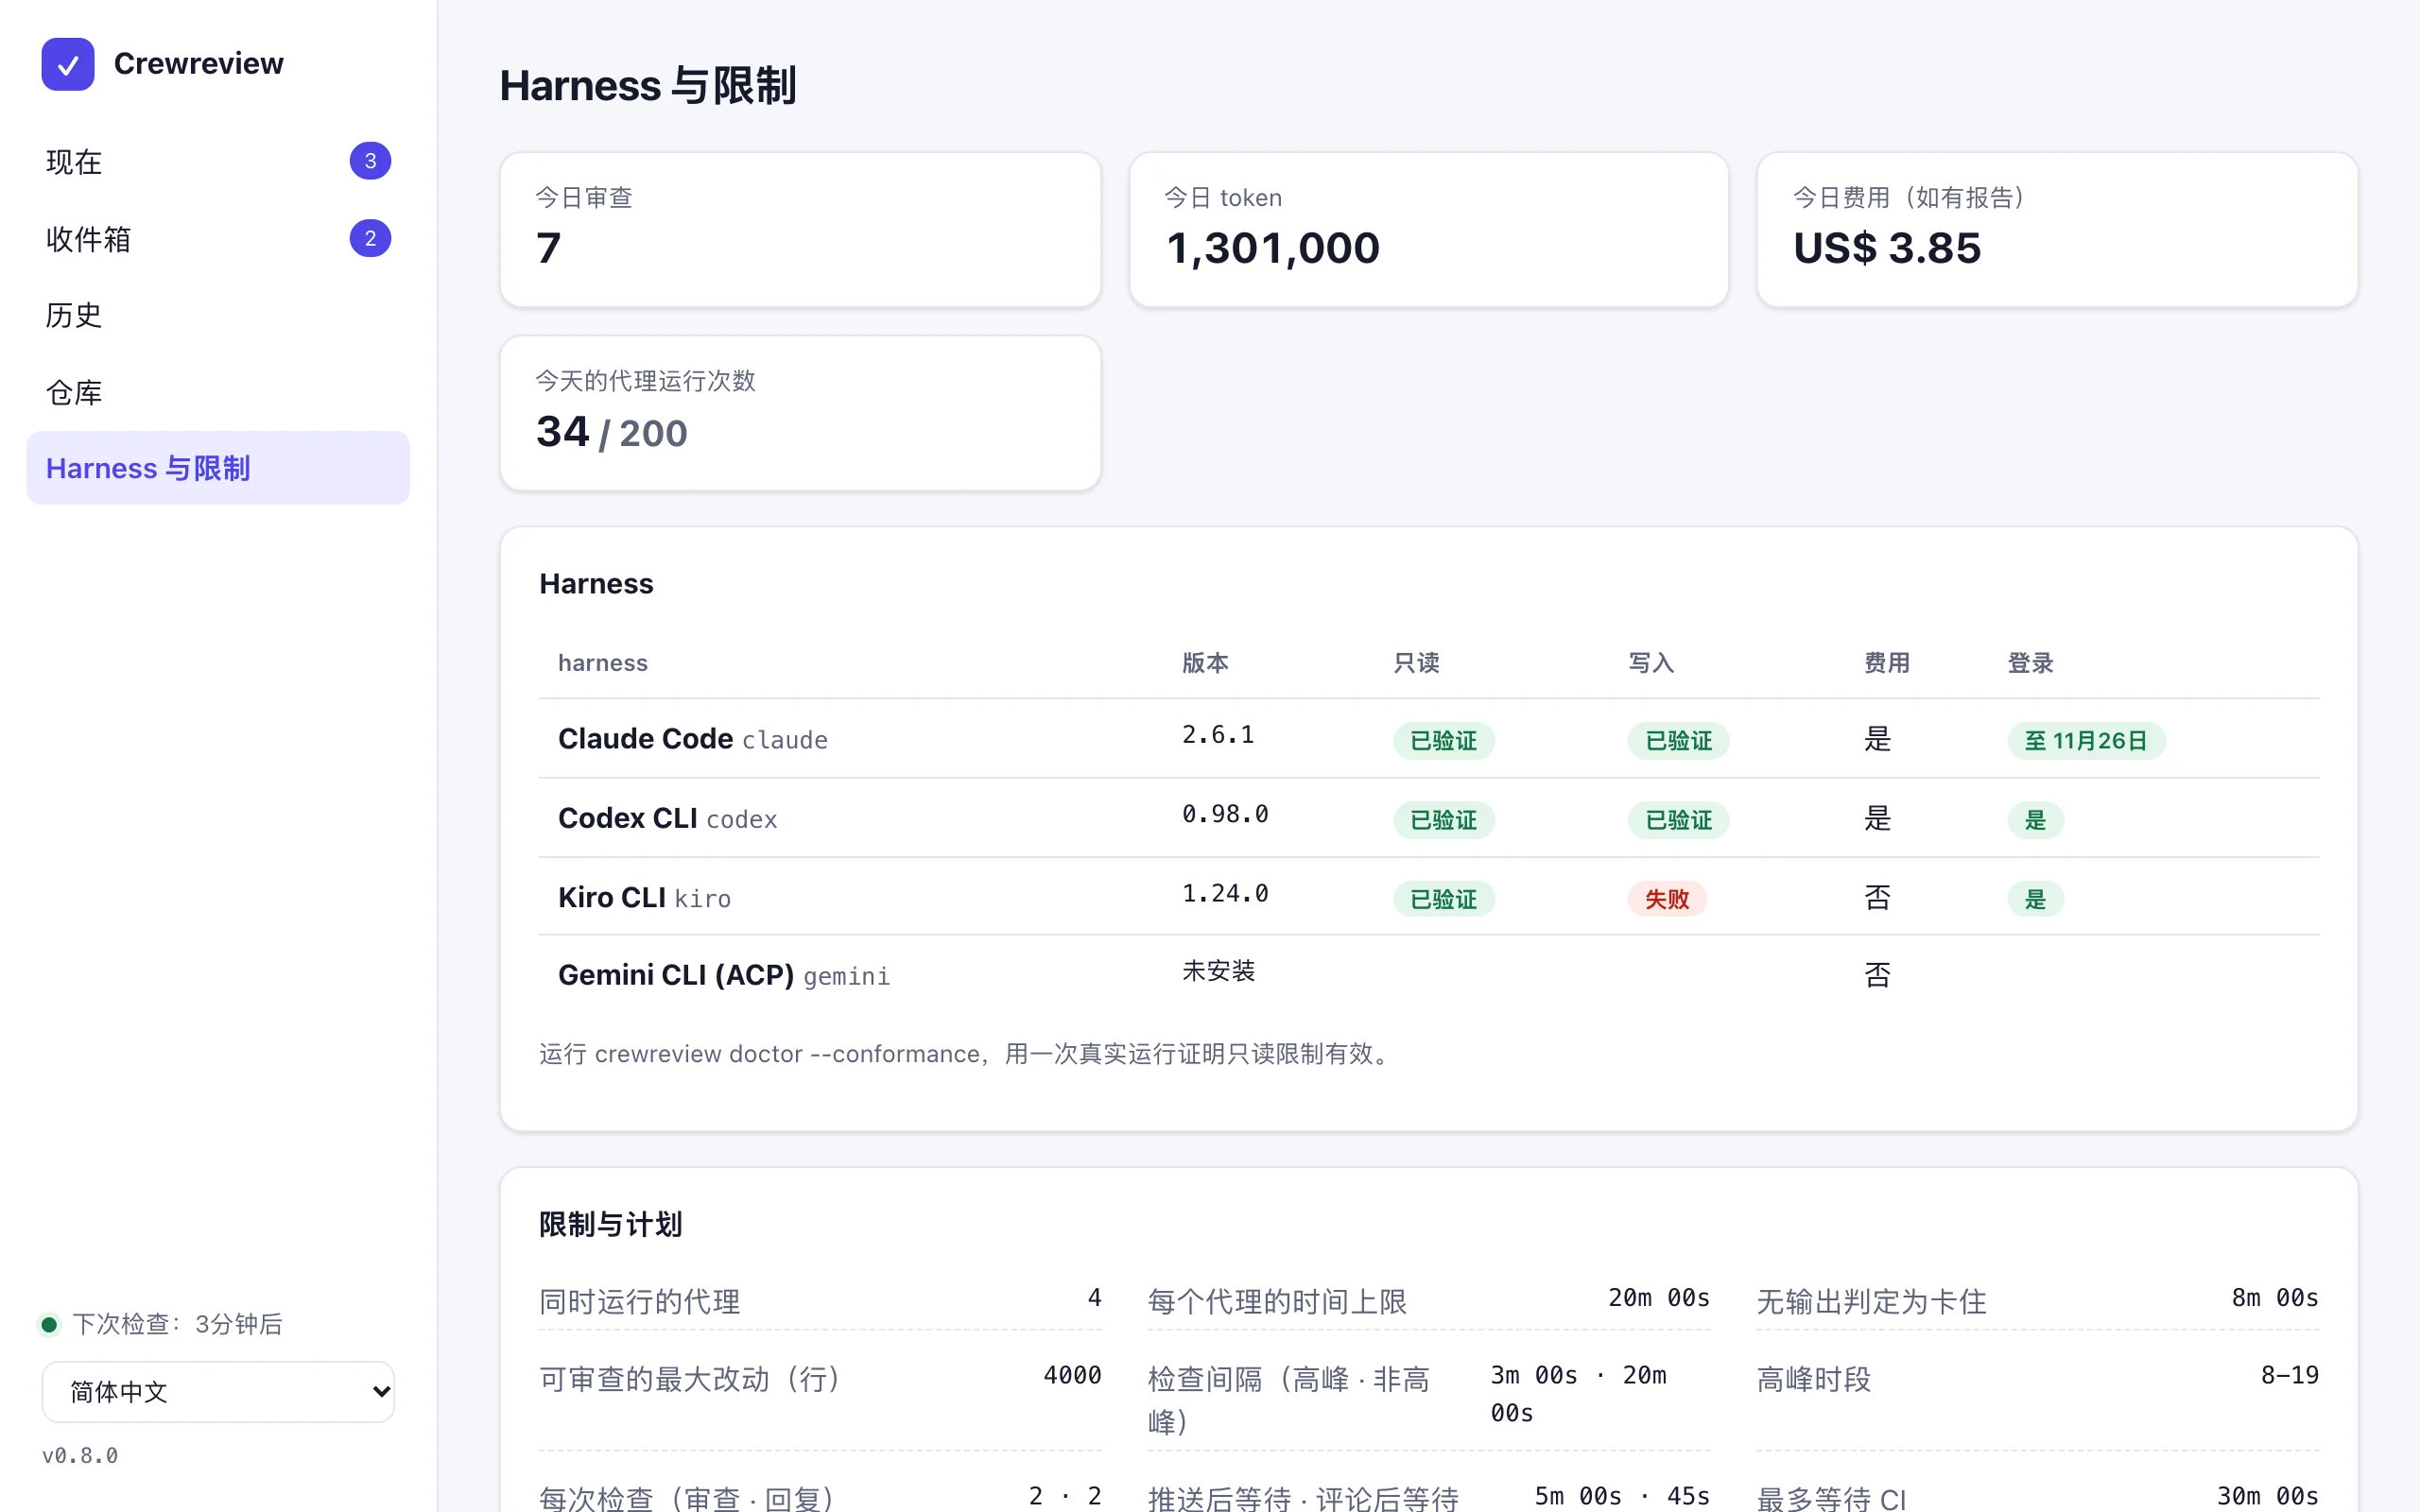 Crewreview
现在 3
收件箱 2
历史
仓库
Harness 与限制
下次检查：3分钟后
简体中文
v0.8.0
Harness 与限制
今日审查
7
今日 token
1,301,000
今日费用（如有报告）
US$ 3.85
今天的代理运行次数
34 / 200
Harness
harness 版本 只读 写入 费用 登录
Claude Code claude 2.6.1 已验证 已验证 是 至 11月26日
Codex CLI codex 0.98.0 已验证 已验证 是 是
Kiro CLI kiro 1.24.0 已验证 失败 否 是
Gemini CLI (ACP) gemini 未安装 否
运行 crewreview doctor --conformance，用一次真实运行证明只读限制有效。
限制与计划
同时运行的代理 4
每个代理的时间上限 20m 00s
无输出判定为卡住 8m 00s
可审查的最大改动（行） 4000
检查间隔（高峰 · 非高峰） 3m 00s · 20m 00s
高峰时段 8–19
每次检查（审查 · 回复） 2 · 2
推送后等待 · 评论后等待 5m 00s · 45s
最多等待 CI 30m 00s